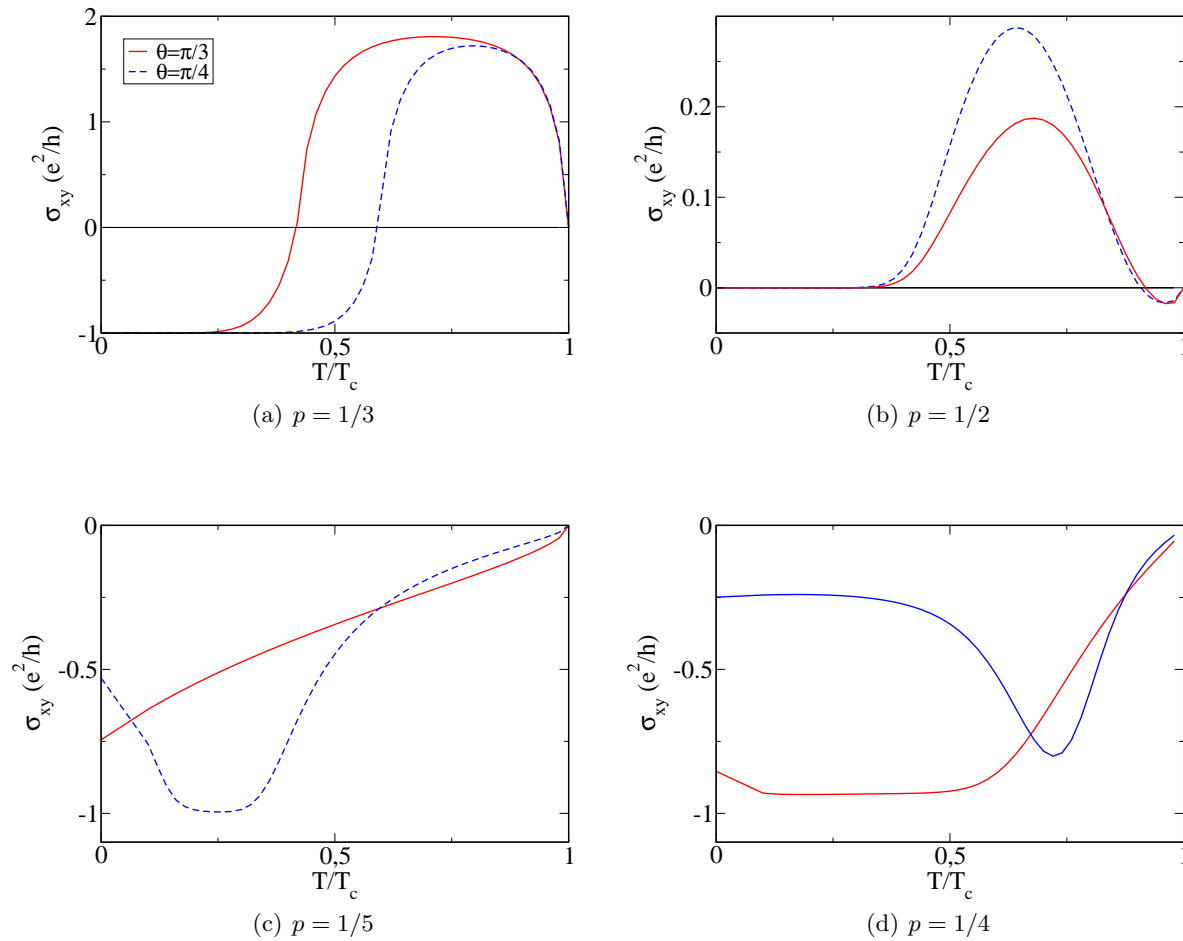 2
1
0
-1
σxy (e²/h)
θ=π/3
θ=π/4
0
0,5
1
T/Tc
(a) p = 1/3
0.2
0.1
0
σxy (e²/h)
0
0,5
1
T/Tc
(b) p = 1/2
0
-0.5
-1
σxy (e²/h)
0
0,5
1
T/Tc
(c) p = 1/5
0
-0.5
-1
σxy (e²/h)
0
0,5
1
T/Tc
(d) p = 1/4